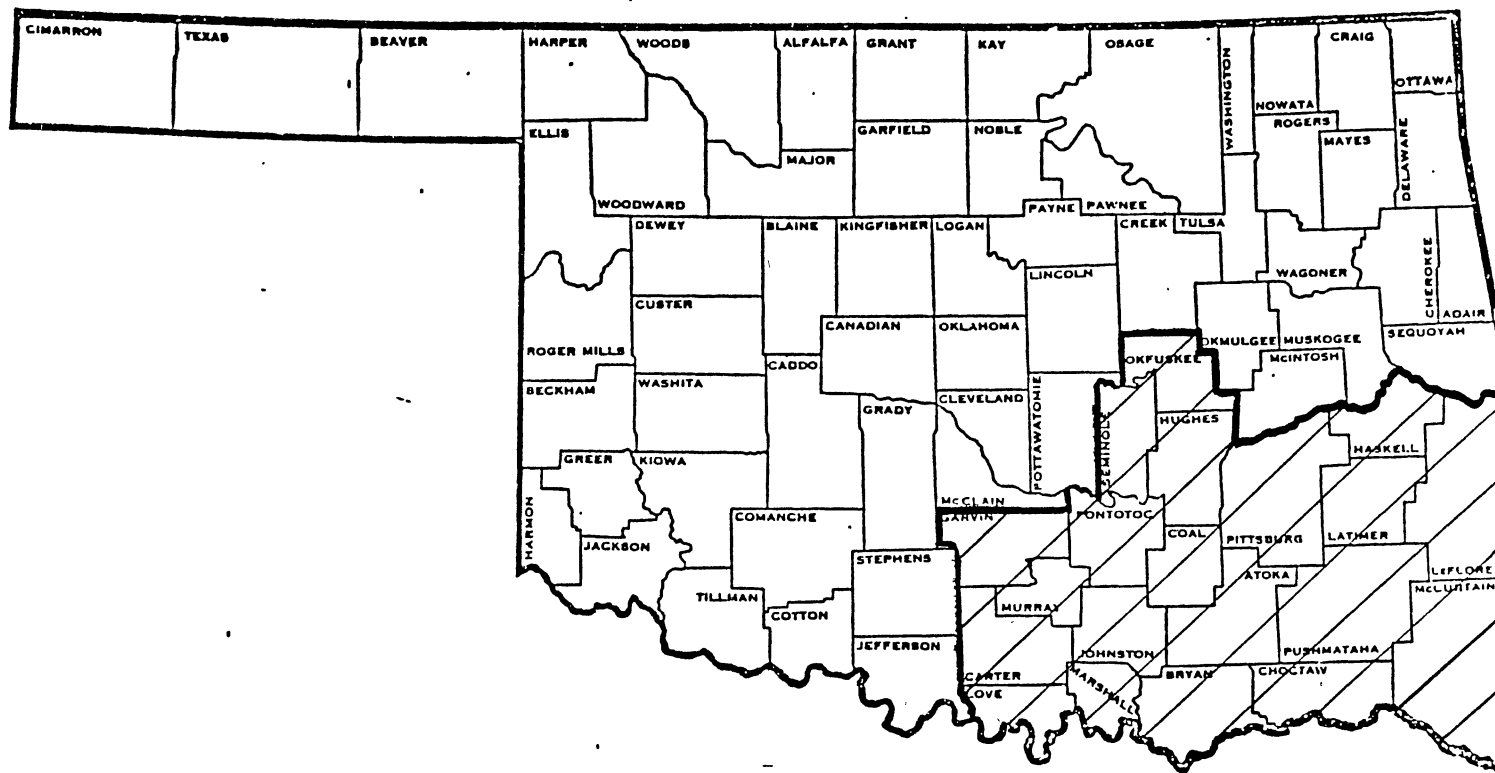 CIMARRON
TEXAS
BEAVER
HARPER
WOODS
ALFALFA
GRANT
KAY
OSAGE
WASHINGTON
CRAIG
OTTAWA
NOWATA
ROGERS
MAYES
DELAWARE
ELLIS
WOODWARD
MAJOR
GARFIELD
NOBLE
PAYNE
PAWNEE
DEWEY
BLAINE
KINGFISHER
LOGAN
CREEK
TULSA
LINCOLN
WAGONER
CHEROKEE
ADAIR
CUSTER
CANADIAN
OKLAHOMA
SEQUOYAH
ROGER MILLS
CADDO
OKFUSKEE
OKMULGEE
MUSKOGEE
McINTOSH
BECKHAM
WASHITA
GRADY
CLEVELAND
POTTAWATOMIE
SEMINOLE
HUGHES
HASKELL
GREER
KIOWA
HARMON
JACKSON
COMANCHE
McCLAIN
GARVIN
PONTOTOC
COAL
PITTSBURG
LATIMER
STEPHENS
ATOKA
LeFLORE
McCURTAIN
TILLMAN
COTTON
MURRAY
JEFFERSON
JOHNSTON
PUSHMATAHA
CARTER
LOVE
MARSHALL
BRYAN
CHOCTAW